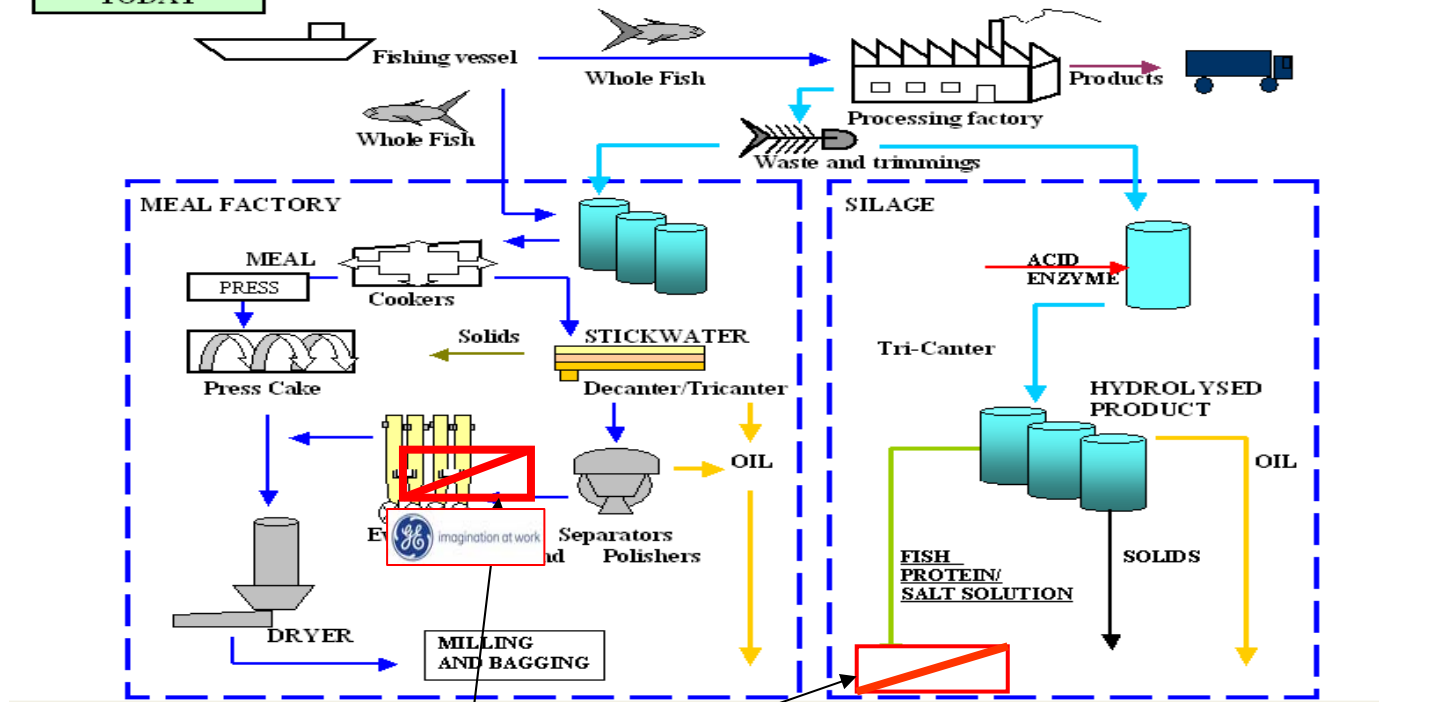 TODAY
Fishing vessel
Whole Fish
Products
Whole Fish
Processing factory
Waste and trimmings
MEAL FACTORY
SILAGE
MEAL
PRESS
Cookers
ACID
ENZYME
Solids
STICKWATER
Tri-Canter
Press Cake
Decanter/Tricanter
HYDROLYSED
PRODUCT
OIL
OIL
GE imagination at work
Separators
Polishers
FISH
PROTEIN/
SALT SOLUTION
SOLIDS
DRYER
MILLING
AND BAGGING